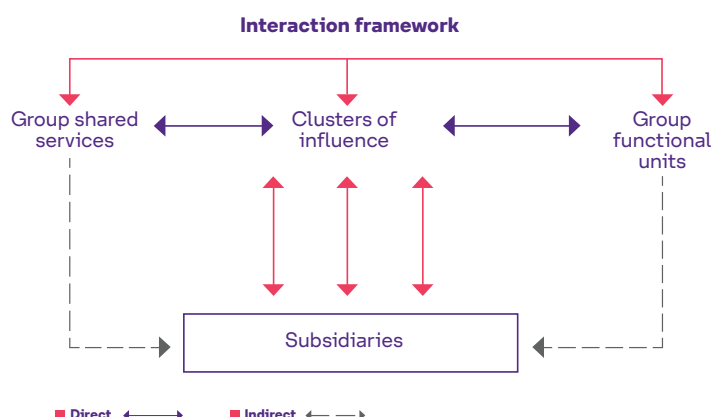 Interaction framework
Group shared
services
Clusters of
influence
Group
functional
units
Subsidiaries
Direct
Indirect